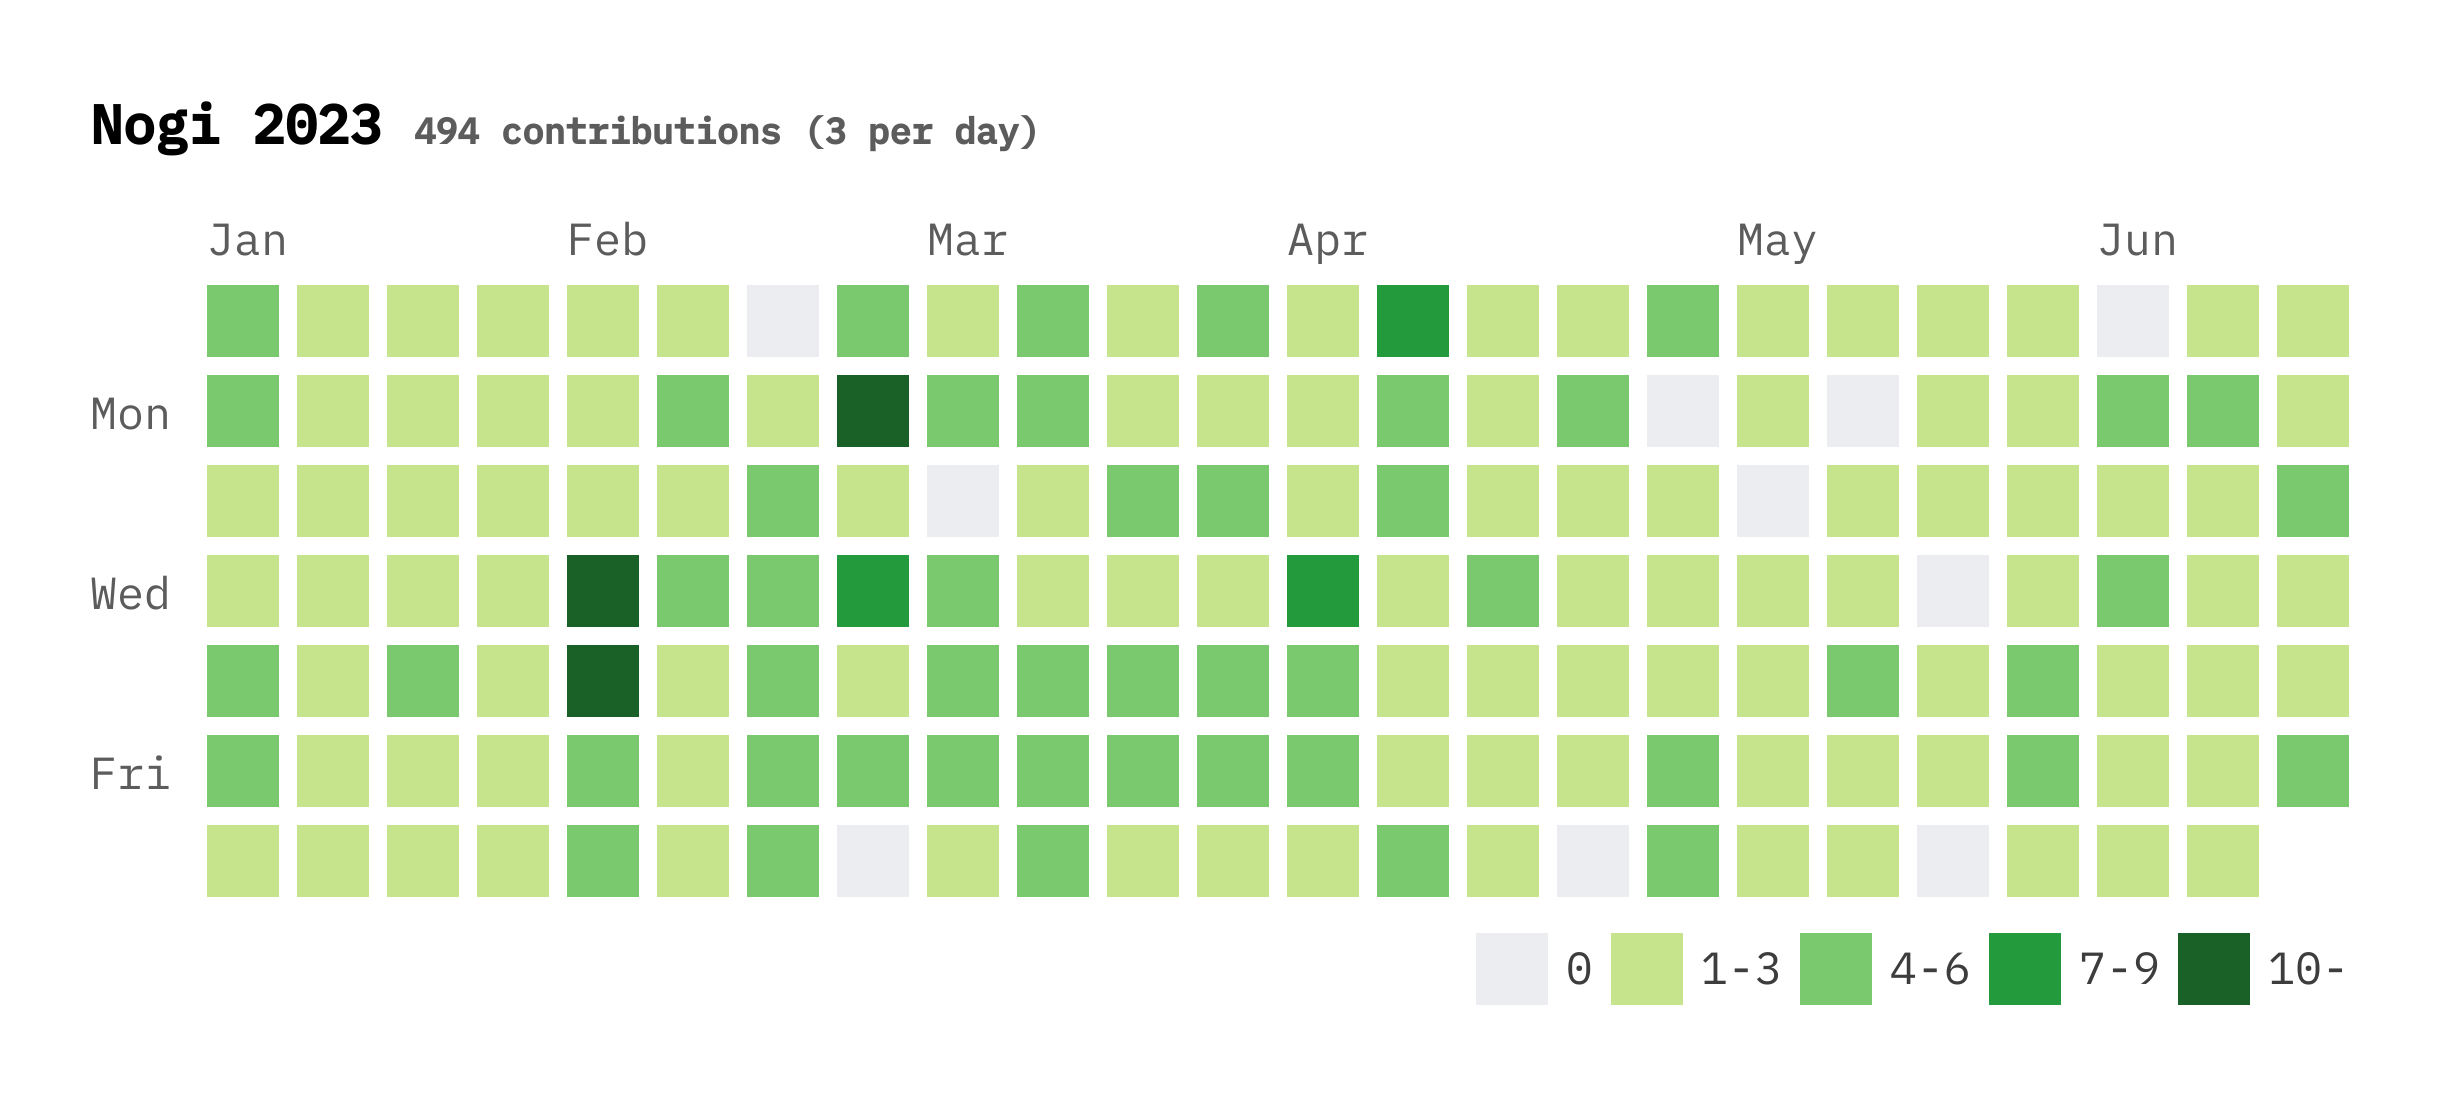 Nogi 2023 494 contributions (3 per day)
Jan Feb Mar Apr May Jun
Mon
Wed
Fri
0 1-3 4-6 7-9 10-